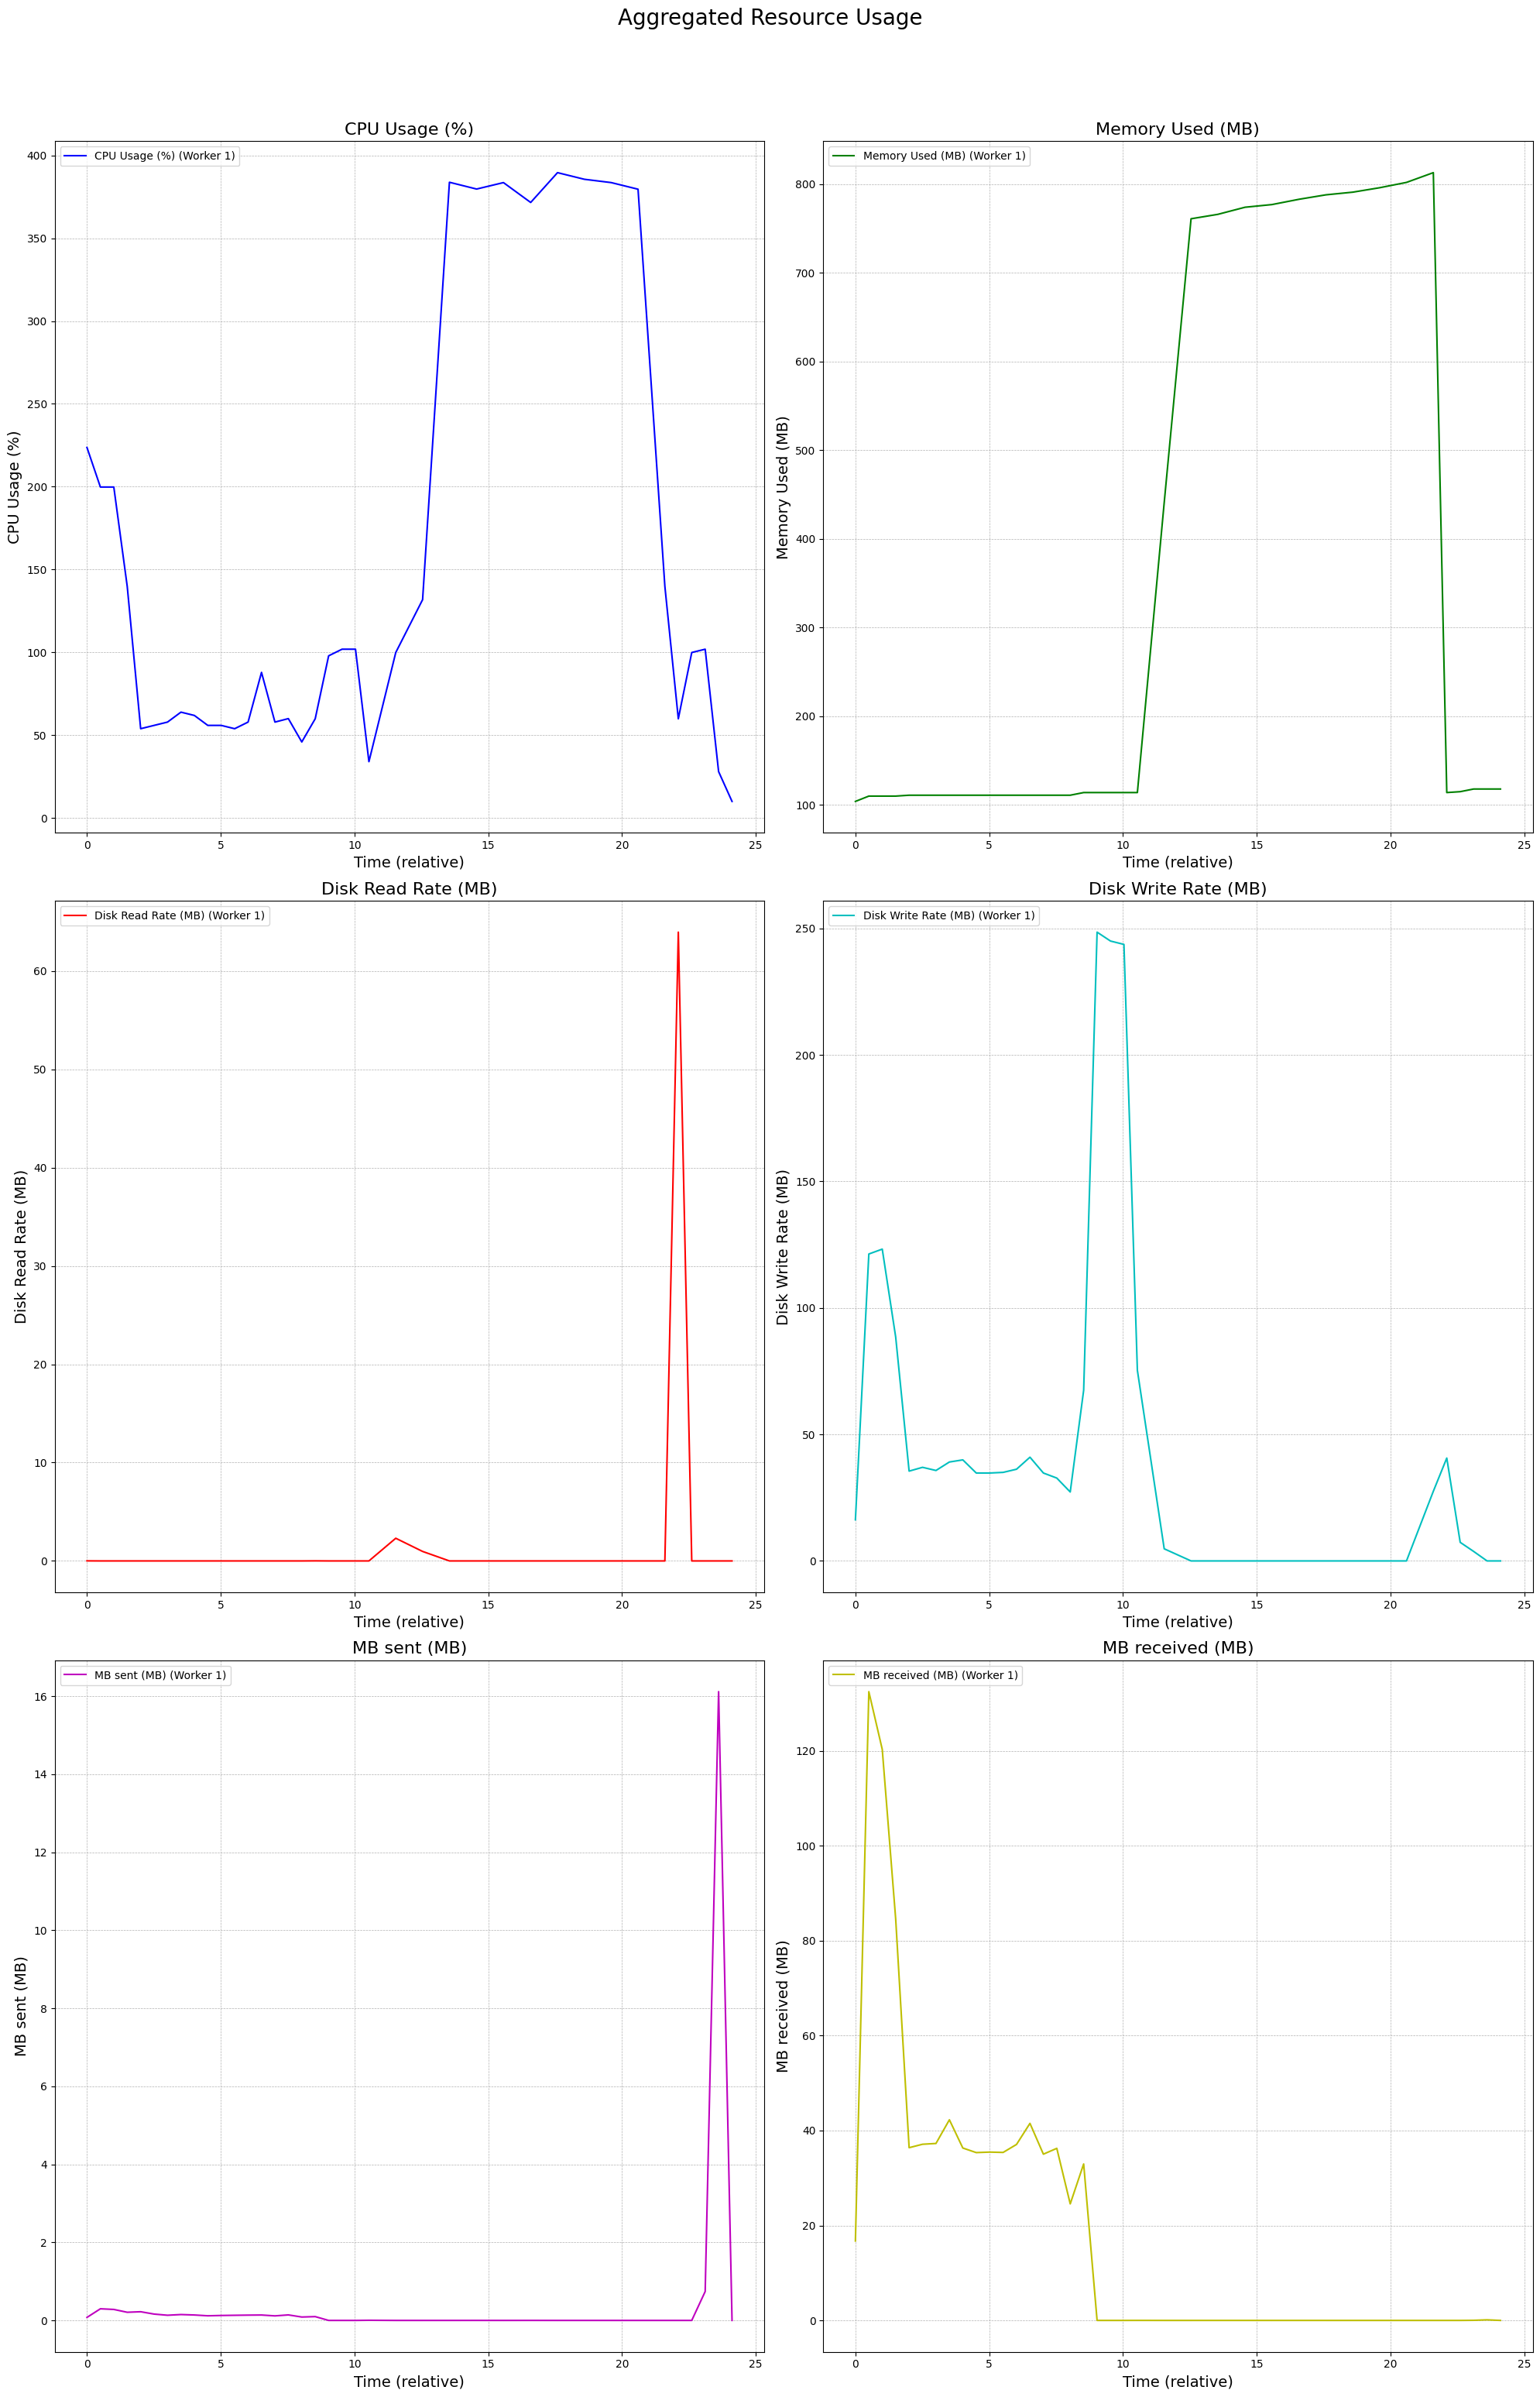 Aggregated Resource Usage
CPU Usage (%)
CPU Usage (%) (Worker 1)
CPU Usage (%)
400
350
300
250
200
150
100
50
0
0 5 10 15 20 25
Time (relative)
Memory Used (MB)
Memory Used (MB) (Worker 1)
Memory Used (MB)
800
700
600
500
400
300
200
100
0 5 10 15 20 25
Time (relative)
Disk Read Rate (MB)
Disk Read Rate (MB) (Worker 1)
Disk Read Rate (MB)
60
50
40
30
20
10
0
0 5 10 15 20 25
Time (relative)
Disk Write Rate (MB)
Disk Write Rate (MB) (Worker 1)
Disk Write Rate (MB)
250
200
150
100
50
0
0 5 10 15 20 25
Time (relative)
MB sent (MB)
MB sent (MB) (Worker 1)
MB sent (MB)
16
14
12
10
8
6
4
2
0
0 5 10 15 20 25
Time (relative)
MB received (MB)
MB received (MB) (Worker 1)
MB received (MB)
120
100
80
60
40
20
0
0 5 10 15 20 25
Time (relative)